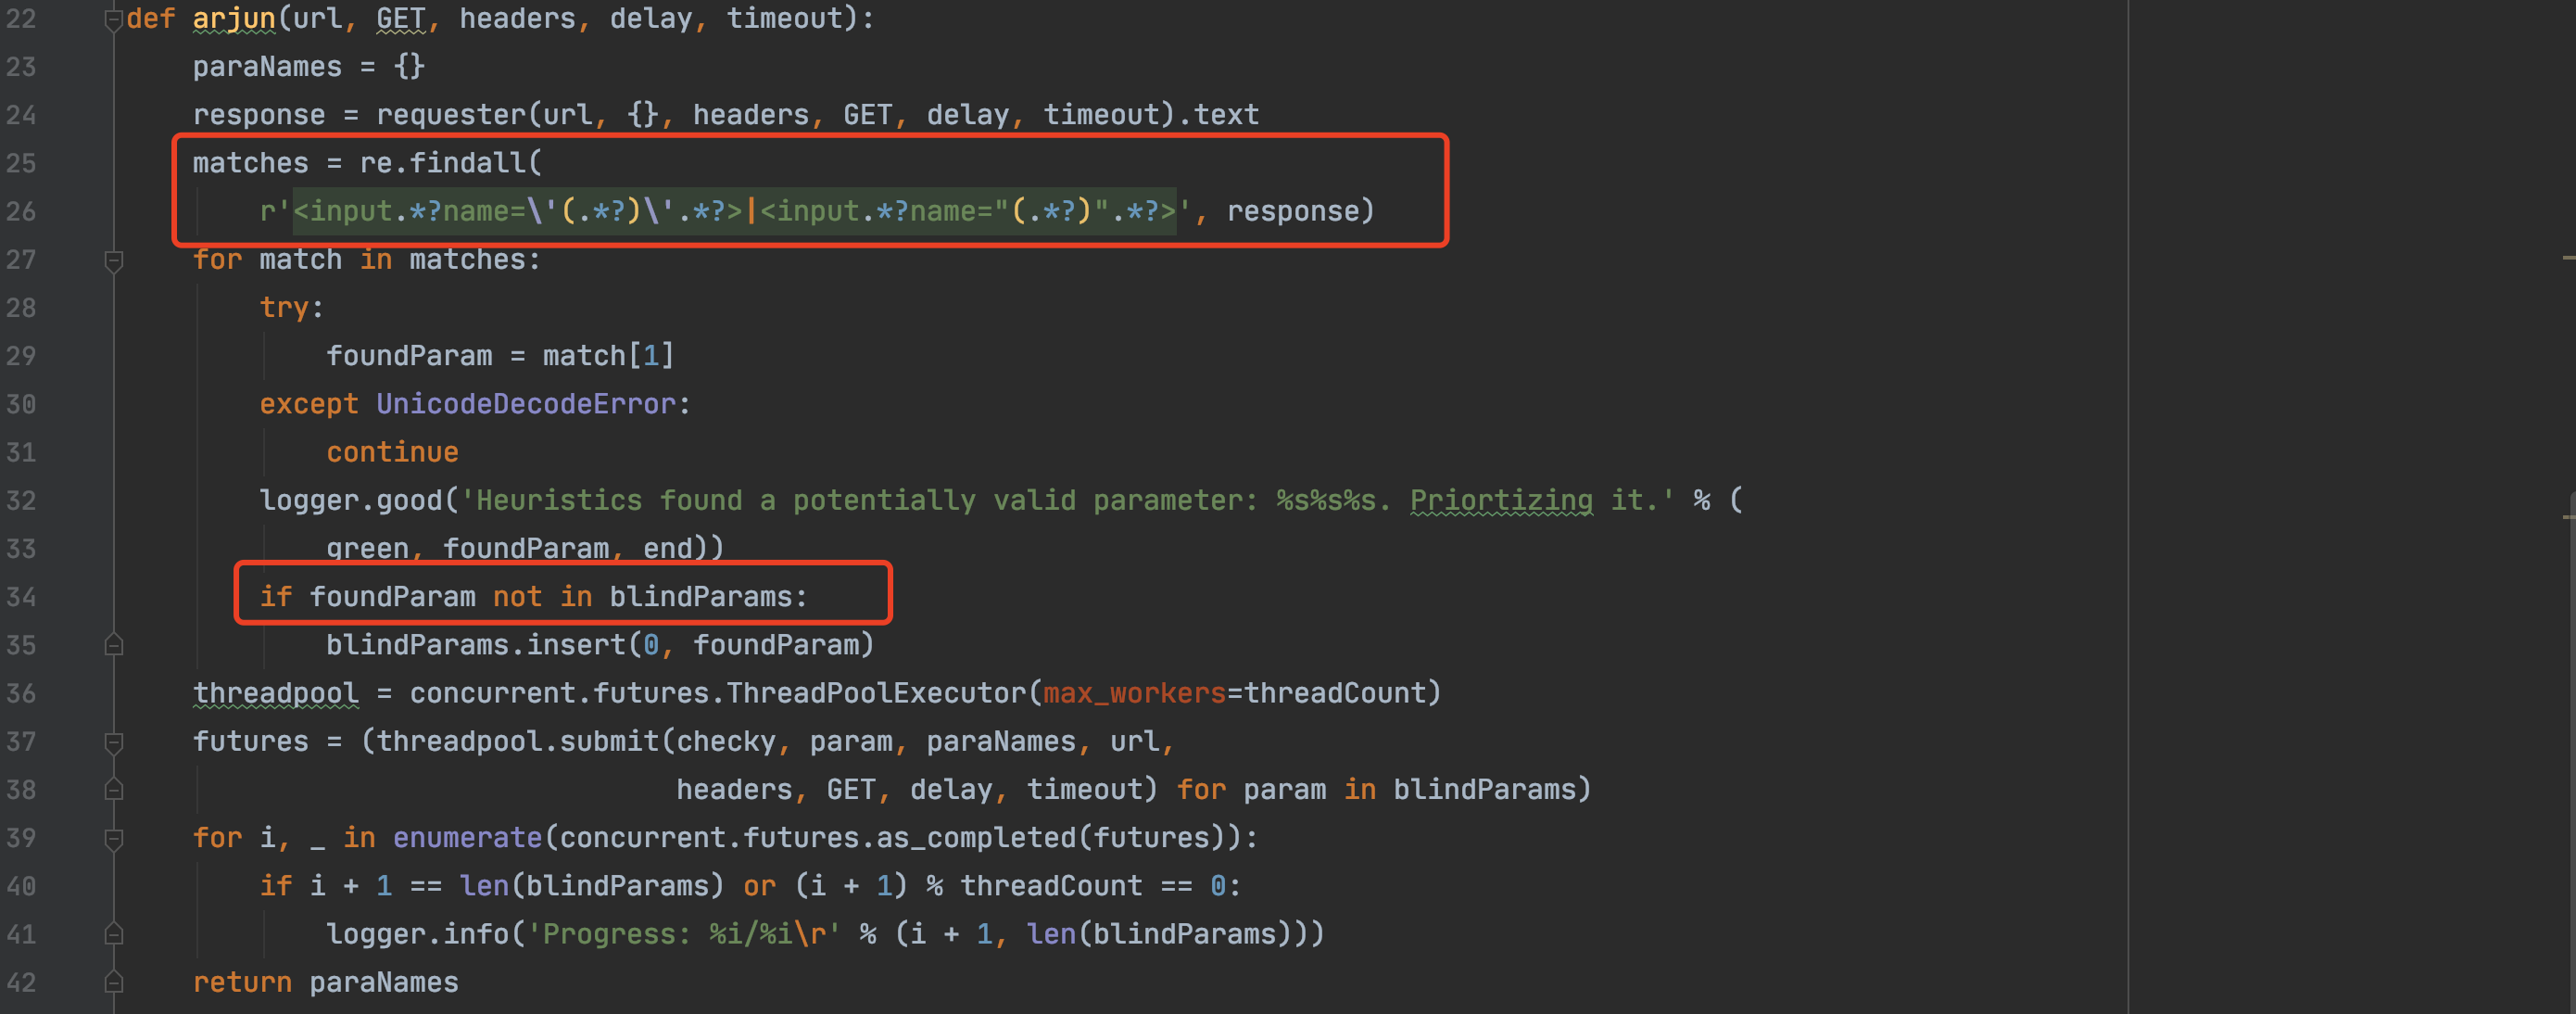 22 def arjun(url, GET, headers, delay, timeout):
23     paraNames = {}
24     response = requester(url, {}, headers, GET, delay, timeout).text
25     matches = re.findall(
26         r'<input.*?name=\'(.*?)\'.*?>|<input.*?name="(.*?)".*?>', response)
27     for match in matches:
28         try:
29             foundParam = match[1]
30         except UnicodeDecodeError:
31             continue
32         logger.good('Heuristics found a potentially valid parameter: %s%s%s. Priortizing it.' % (
33             green, foundParam, end))
34         if foundParam not in blindParams:
35             blindParams.insert(0, foundParam)
36     threadpool = concurrent.futures.ThreadPoolExecutor(max_workers=threadCount)
37     futures = (threadpool.submit(checky, param, paraNames, url,
38                                  headers, GET, delay, timeout) for param in blindParams)
39     for i, _ in enumerate(concurrent.futures.as_completed(futures)):
40         if i + 1 == len(blindParams) or (i + 1) % threadCount == 0:
41             logger.info('Progress: %i/%i\r' % (i + 1, len(blindParams)))
42     return paraNames